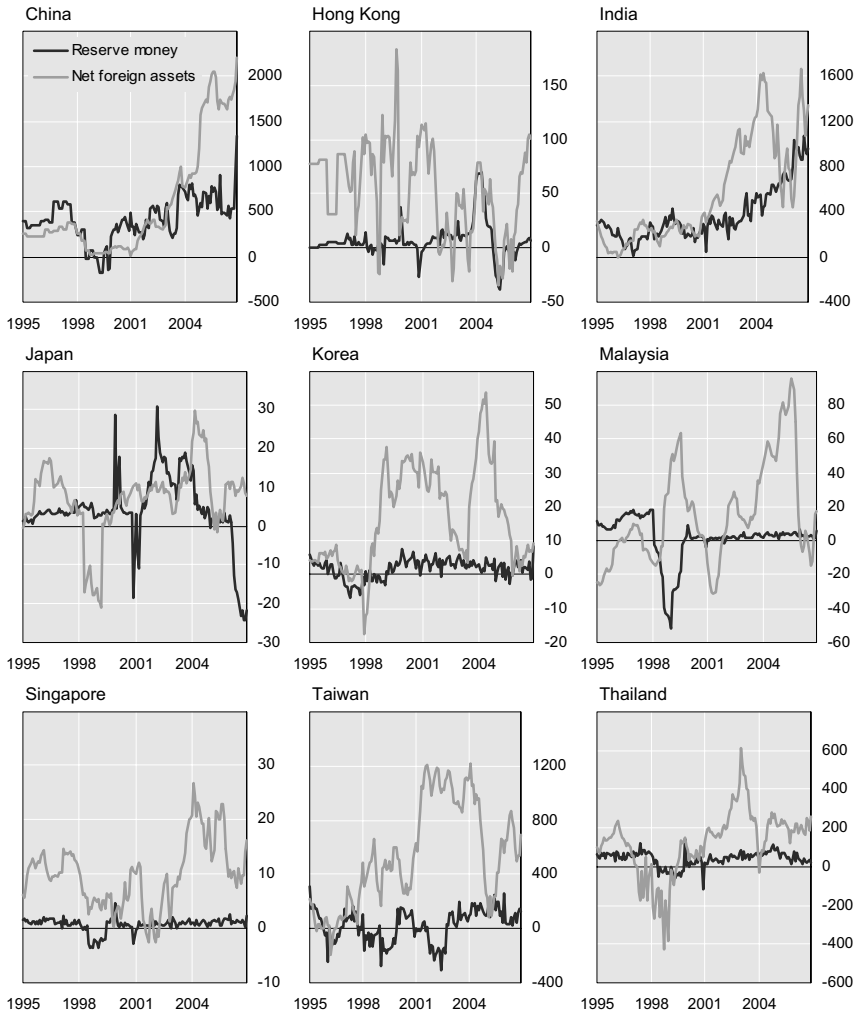 China
Hong Kong
India
Reserve money
Net foreign assets
2000
1500
1000
500
0
-500
150
100
50
0
-50
1600
1200
800
400
0
-400
1995 1998 2001 2004
1995 1998 2001 2004
1995 1998 2001 2004
Japan
Korea
Malaysia
30
20
10
0
-10
-20
-30
50
40
30
20
10
0
-10
-20
80
60
40
20
0
-20
-40
-60
1995 1998 2001 2004
1995 1998 2001 2004
1995 1998 2001 2004
Singapore
Taiwan
Thailand
30
20
10
0
-10
1200
800
400
0
-400
600
400
200
0
-200
-400
-600
1995 1998 2001 2004
1995 1998 2001 2004
1995 1998 2001 2004